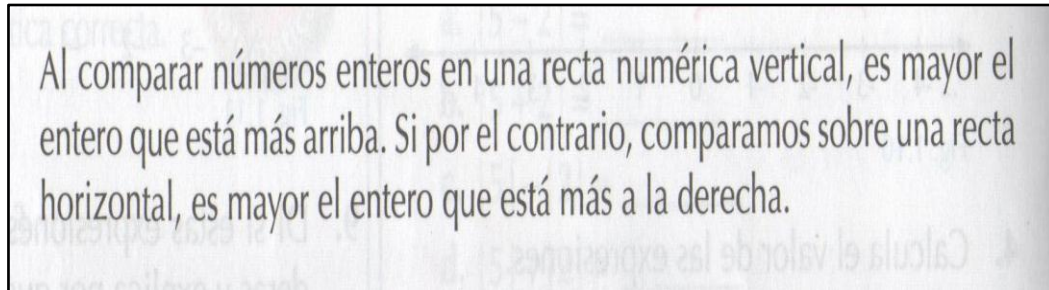 Al comparar números enteros en una recta numérica vertical, es mayor el
entero que está más arriba. Si por el contrario, comparamos sobre una recta
horizontal, es mayor el entero que está más a la derecha.